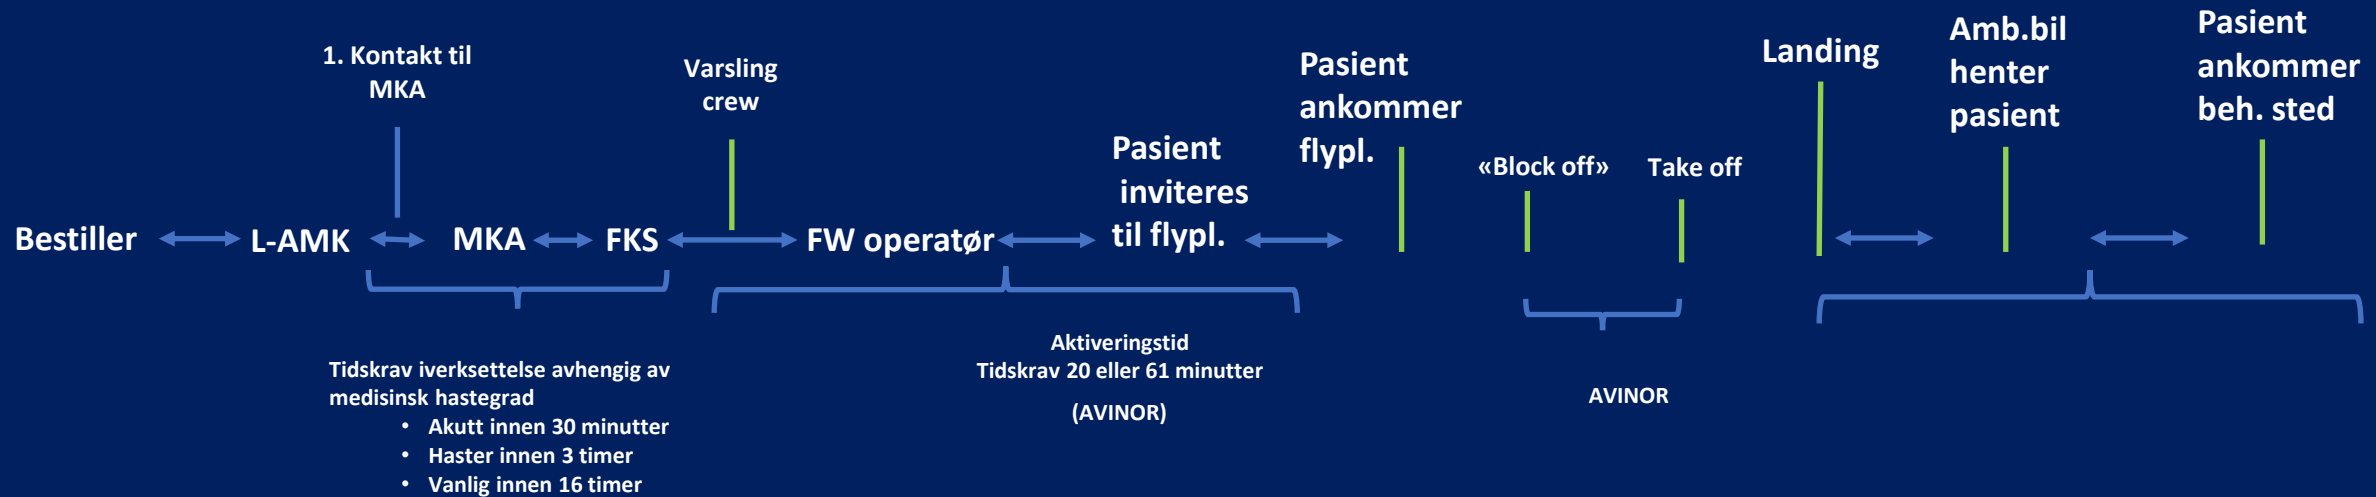 1. Kontakt til
MKA
Varsling
crew
Pasient
inviteres
til flypl.
Pasient
ankommer
flypl.
«Block off»
Take off
Landing
Amb.bil
henter
pasient
Pasient
ankommer
beh. sted
Bestiller
L-AMK
MKA
FKS
FW operatør
Tidskrav iverksettelse avhengig av
medisinsk hastegrad
• Akutt innen 30 minutter
• Haster innen 3 timer
• Vanlig innen 16 timer
Aktiveringstid
Tidskrav 20 eller 61 minutter
(AVINOR)
AVINOR